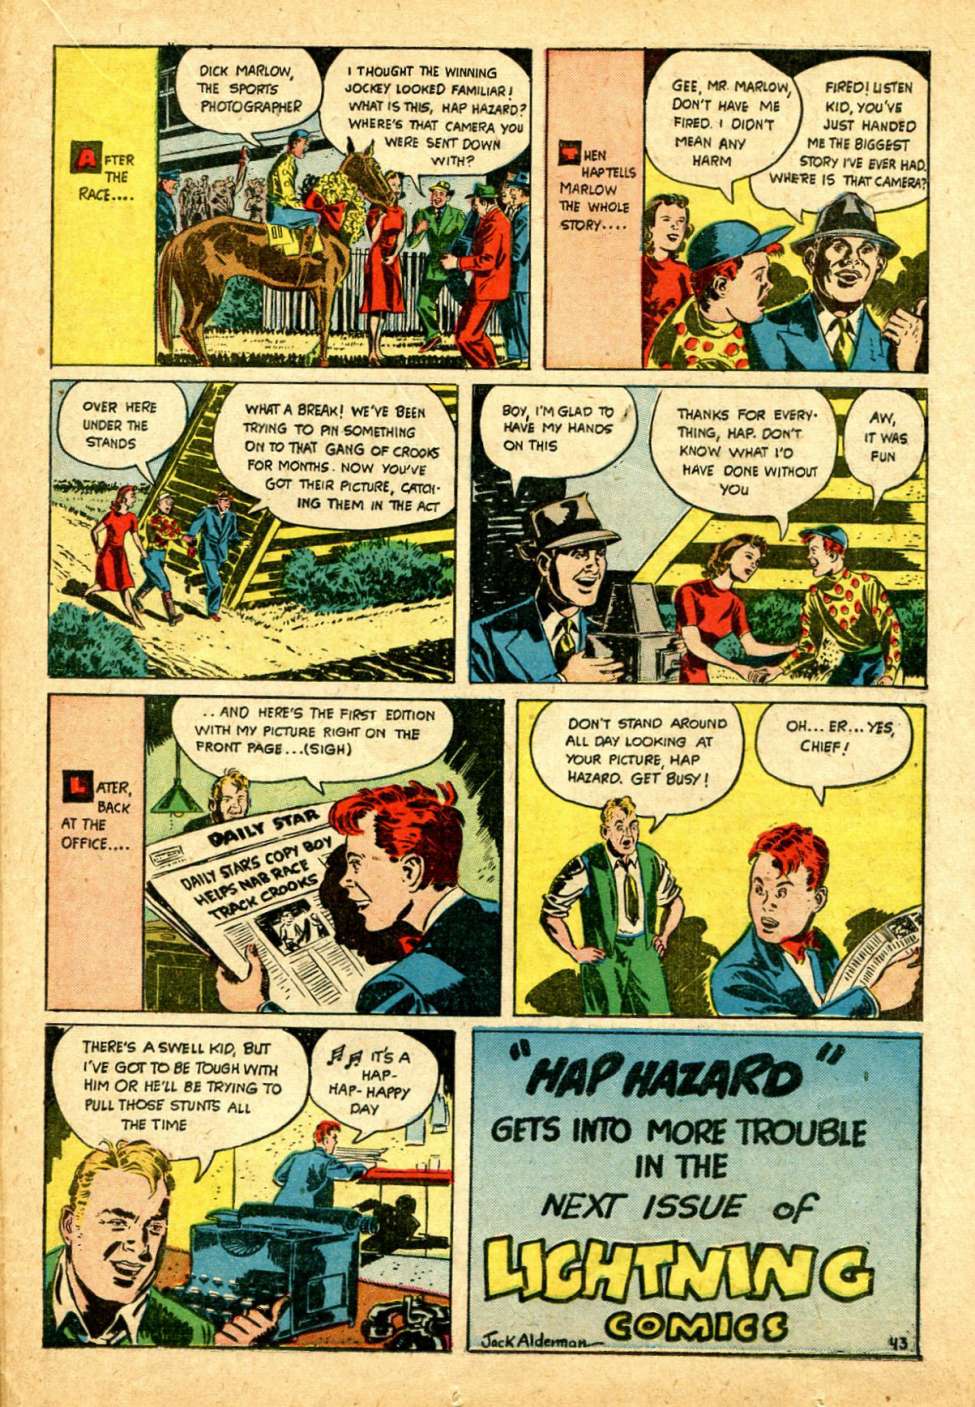 AFTER
THE
RACE....
DICK MARLOW,
THE SPORTS
PHOTOGRAPHER
I THOUGHT THE WINNING
JOCKEY LOOKED FAMILIAR!
WHAT IS THIS, HAP HAZARD?
WHERE'S THAT CAMERA YOU
WERE SENT DOWN
WITH?
THEN
HAP TELLS
MARLOW
THE WHOLE
STORY....
GEE, MR. MARLOW,
DON'T HAVE ME
FIRED. I DIDN'T
MEAN ANY
HARM
FIRED! LISTEN
KID, YOU'VE
JUST HANDED
ME THE BIGGEST
STORY I'VE EVER HAD.
WHERE IS THAT CAMERA?
OVER HERE
UNDER THE
STANDS
WHAT A BREAK! WE'VE BEEN
TRYING TO PIN SOMETHING
ON TO THAT GANG OF CROOKS
FOR MONTHS. NOW YOU'VE
GOT THEIR PICTURE, CATCH-
ING THEM IN THE ACT
BOY, I'M GLAD TO
HAVE MY HANDS
ON THIS
THANKS FOR EVERY-
THING, HAP. DON'T
KNOW WHAT I'D
HAVE DONE WITHOUT
YOU
AW,
IT WAS
FUN
LATER,
BACK
AT THE
OFFICE....
..AND HERE'S THE FIRST EDITION
WITH MY PICTURE RIGHT ON THE
FRONT PAGE...(SIGH)
DAILY STAR
DAILY STAR'S COPY BOY
HELPS NAB RACE
TRACK CROOKS
DON'T STAND AROUND
ALL DAY LOOKING AT
YOUR PICTURE, HAP
HAZARD. GET BUSY!
OH... ER... YES,
CHIEF!
THERE'S A SWELL KID, BUT
I'VE GOT TO BE TOUGH WITH
HIM OR HE'LL BE TRYING TO
PULL THOSE STUNTS ALL
THE TIME
♫ ♫ IT'S A
HAP-
HAP-HAPPY
DAY
"HAP HAZARD"
GETS INTO MORE TROUBLE
IN THE
NEXT ISSUE of
LIGHTNING
COMICS
Jack Alderman
43